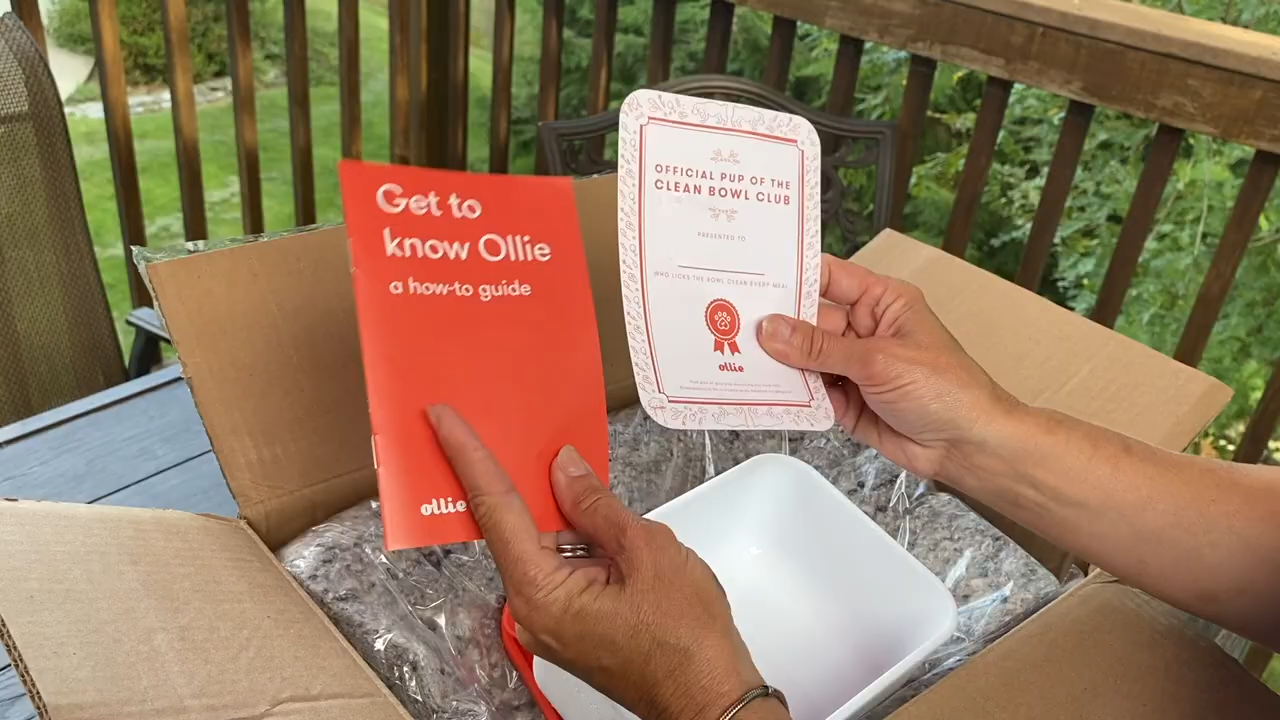 Get to
know Ollie
a how-to guide
ollie
OFFICIAL PUP OF THE
CLEAN BOWL CLUB
PRESENTED TO
WHO LICKS THE BOWL CLEAN EVERY MEAL
ollie